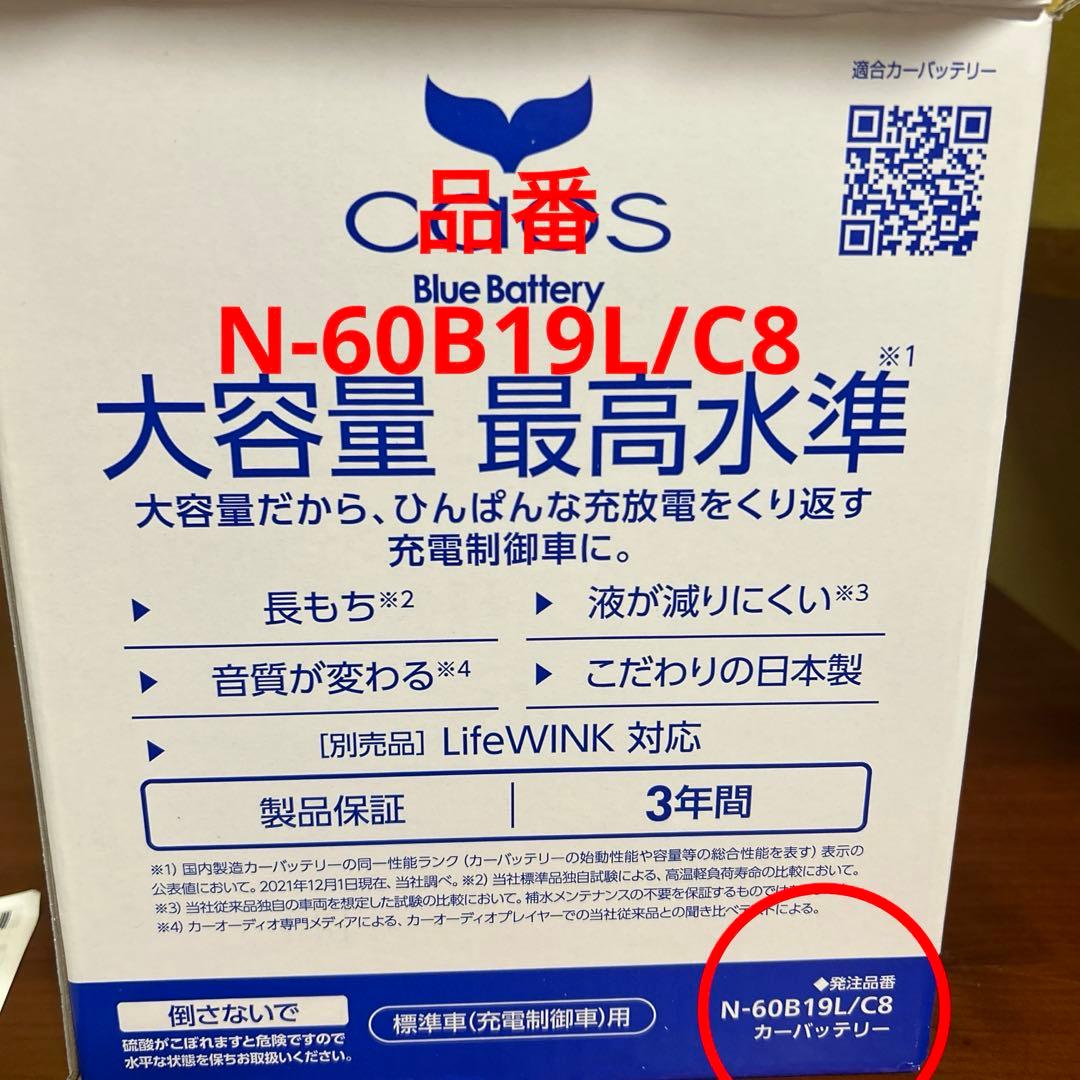 適合カーバッテリー
caos
品番
Blue Battery
N-60B19L/C8
大容量 最高水準※1
大容量だから、ひんぱんな充放電をくり返す
充電制御車に。
▶ 長もち※2
▶ 液が減りにくい※3
▶ 音質が変わる※4
▶ こだわりの日本製
▶ [別売品] LifeWINK 対応
製品保証 | 3年間
※1) 国内製造カーバッテリーの同一性能ランク (カーバッテリーの始動性能や容量等の総合性能を表す) 表示の
公表値において。2021年12月1日現在、当社調べ。※2) 当社標準品独自試験による、高温軽負荷寿命の比較において。
※3) 当社従来品独自の車両を想定した試験の比較において。補水メンテナンスの不要を保証するものではありません。
※4) カーオーディオ専門メディアによる、カーオーディオプレイヤーでの当社従来品との聞き比べテストによる。
倒さないで
硫酸がこぼれますと危険ですので
水平な状態を保ちお取扱いください。
標準車(充電制御車)用
◆発注品番
N-60B19L/C8
カーバッテリー